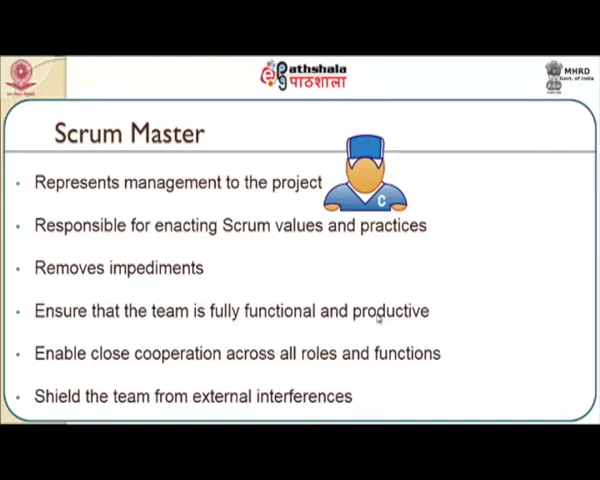 Pathshala
पाठशाला
MHRD
Govt. of India
Scrum Master
C
• Represents management to the project
• Responsible for enacting Scrum values and practices
• Removes impediments
• Ensure that the team is fully functional and productive
• Enable close cooperation across all roles and functions
• Shield the team from external interferences